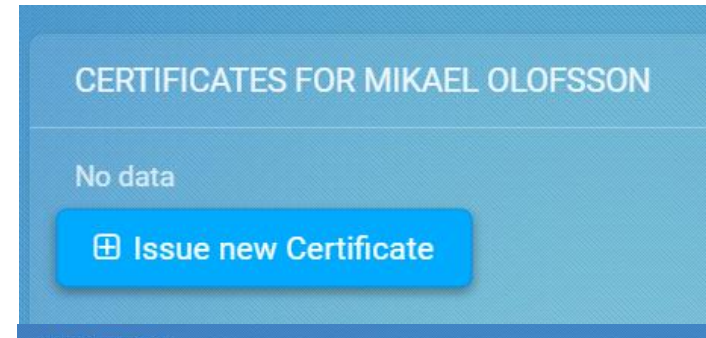 CERTIFICATES FOR MIKAEL OLOFSSON
No data
Issue new Certificate